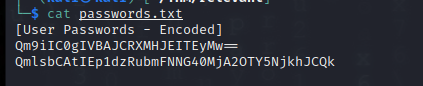 └─$ cat passwords.txt
[User Passwords - Encoded]
Qm9iIC0gIVBAJCRXMHJEITEyMw==
QmlsbCAtIEp1dzRubmFNNG40MjA2OTY5NjkhJCQk